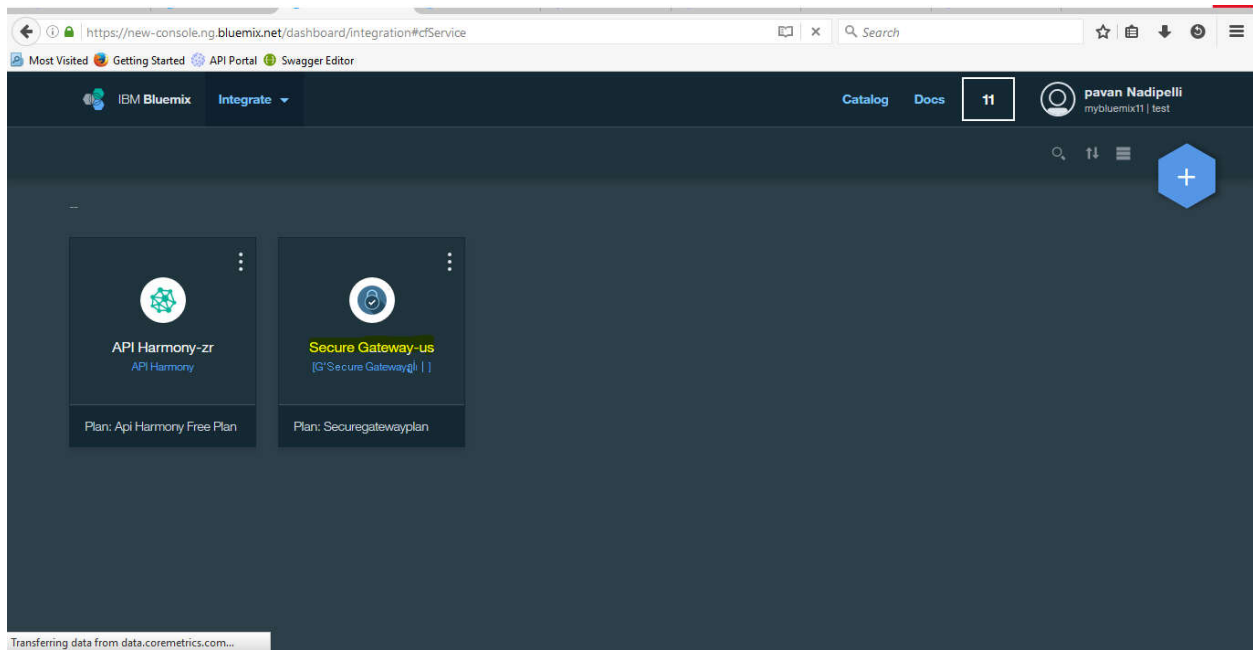 https://new-console.ng.bluemix.net/dashboard/integration#cfService
Search
Most Visited Getting Started API Portal Swagger Editor
IBM Bluemix Integrate Catalog Docs 11 pavan Nadipelli
mybluemix11 | test
API Harmony-zr
API Harmony
Plan: Api Harmony Free Plan
Secure Gateway-us
[G'Secure Gateway
Plan: Securegatewayplan
Transferring data from data.coremetrics.com...